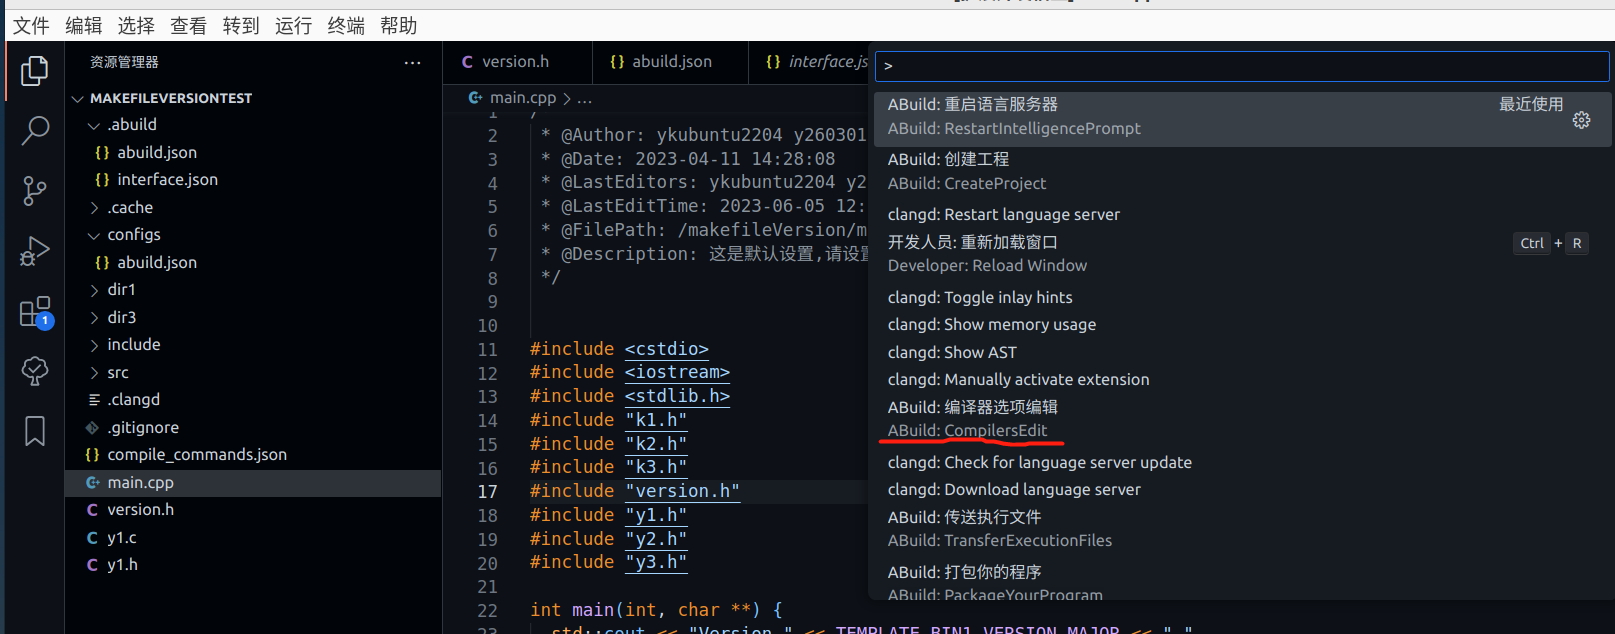 文件 编辑 选择 查看 转到 运行 终端 帮助
资源管理器 ...
MAKEFILEVERSIONTEST
.abuild
{} abuild.json
{} interface.json
.cache
configs
{} abuild.json
dir1
dir3
include
src
.clangd
.gitignore
{} compile_commands.json
main.cpp
C version.h
C y1.c
C y1.h
1
C version.h {} abuild.json {} interface.js
main.cpp > ...
1 /
2 * @Author: ykubuntu2204 y260301
3 * @Date: 2023-04-11 14:28:08
4 * @LastEditors: ykubuntu2204 y2
5 * @LastEditTime: 2023-06-05 12:
6 * @FilePath: /makefileVersion/m
7 * @Description: 这是默认设置,请设置
8 */
9
10
11 #include <cstdio>
12 #include <iostream>
13 #include <stdlib.h>
14 #include "k1.h"
15 #include "k2.h"
16 #include "k3.h"
17 #include "version.h"
18 #include "y1.h"
19 #include "y2.h"
20 #include "y3.h"
21
22 int main(int, char **) {
23 std::cout << "Version " << TEMPLATE_BIN1_VERSION_MAJOR << "."
>
ABuild: 重启语言服务器 最近使用
ABuild: RestartIntelligencePrompt
ABuild: 创建工程
ABuild: CreateProject
clangd: Restart language server
开发人员: 重新加载窗口 Ctrl + R
Developer: Reload Window
clangd: Toggle inlay hints
clangd: Show memory usage
clangd: Show AST
clangd: Manually activate extension
ABuild: 编译器选项编辑
ABuild: CompilersEdit
clangd: Check for language server update
clangd: Download language server
ABuild: 传送执行文件
ABuild: TransferExecutionFiles
ABuild: 打包你的程序
ABuild: PackageYourProgram